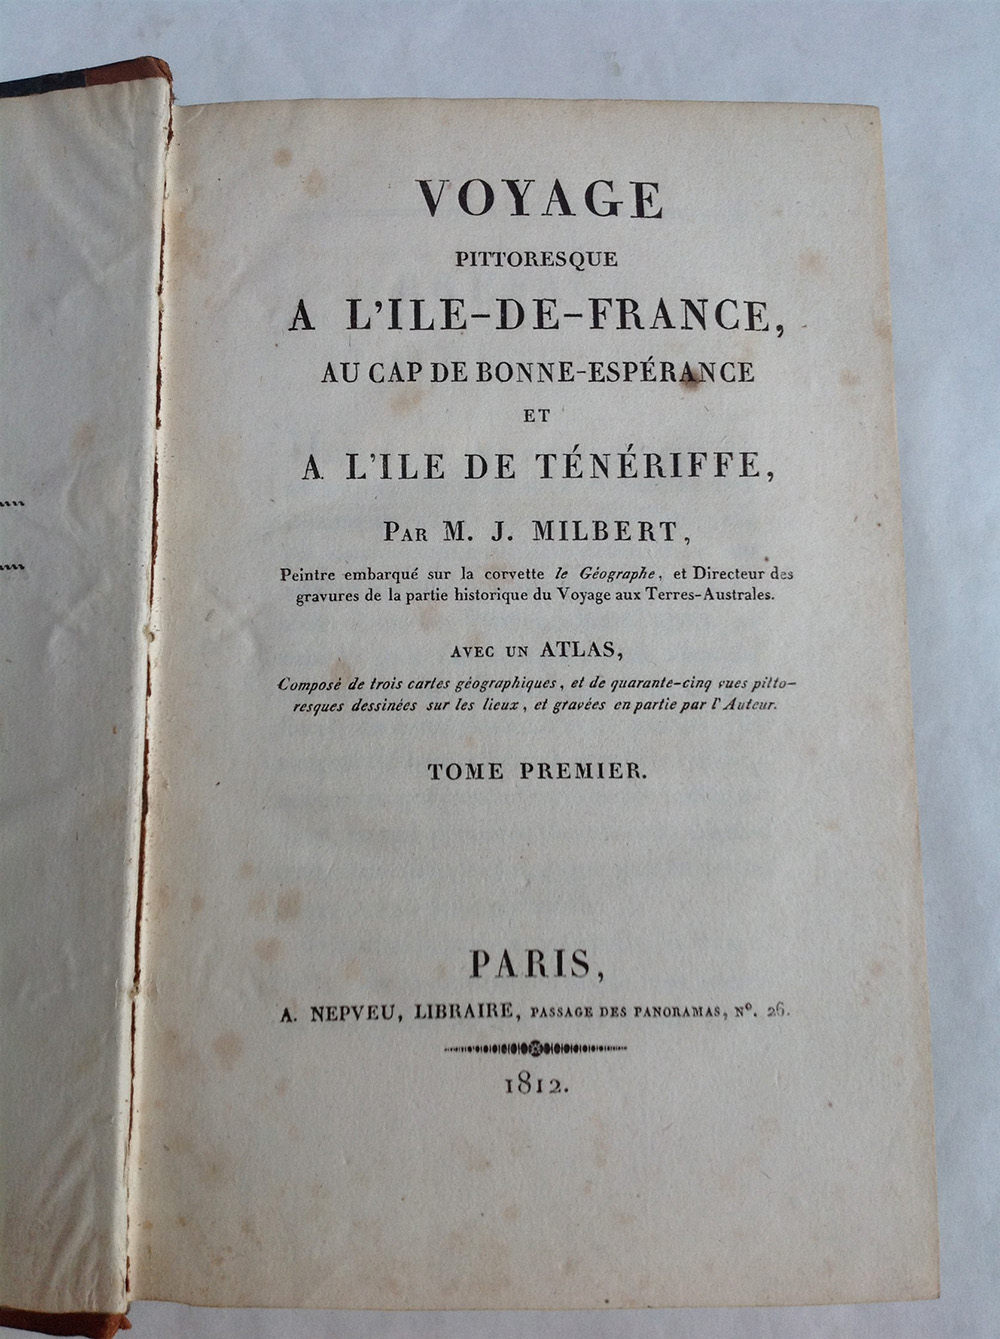 VOYAGE
PITTORESQUE
A L'ILE-DE-FRANCE,
AU CAP DE BONNE-ESPÉRANCE
ET
A L'ILE DE TÉNÉRIFFE,
PAR M. J. MILBERT,
Peintre embarqué sur la corvette le Géographe, et Directeur des
gravures de la partie historique du Voyage aux Terres-Australes.
AVEC UN ATLAS,
Composé de trois cartes géographiques, et de quarante-cinq vues pitto-
resques dessinées sur les lieux, et gravées en partie par l'Auteur.
TOME PREMIER.
PARIS,
A. NEPVEU, LIBRAIRE, PASSAGE DES PANORAMAS, Nº. 26.
1812.